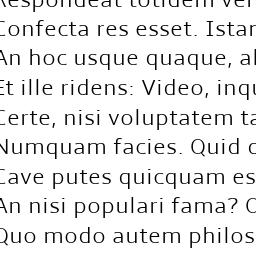 Respondeat totidem ver
Confecta res esset. Istar
An hoc usque quaque, al
Et ille ridens: Video, inqu
Certe, nisi voluptatem ta
Numquam facies. Quid
Cave putes quicquam es
An nisi populari fama?
Quo modo autem philos